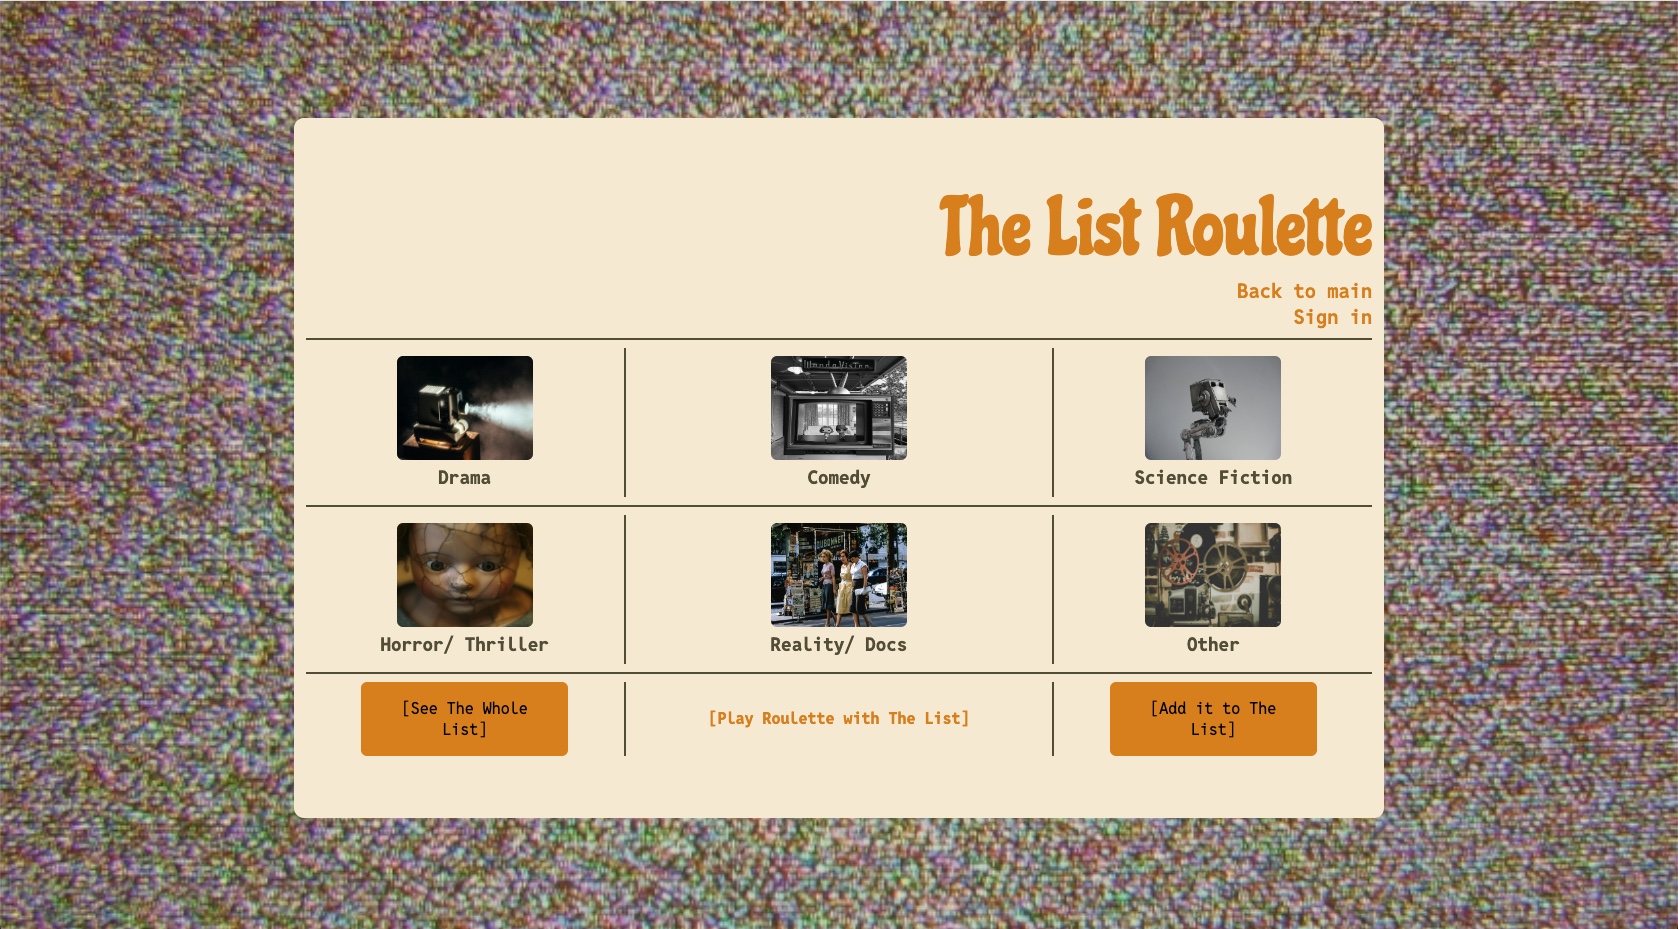 The List Roulette
Back to main
Sign in
WandaVision
Drama
Comedy
Science Fiction
Horror/ Thriller
Reality/ Docs
Other
[See The Whole
List]
[Play Roulette with The List]
[Add it to The
List]